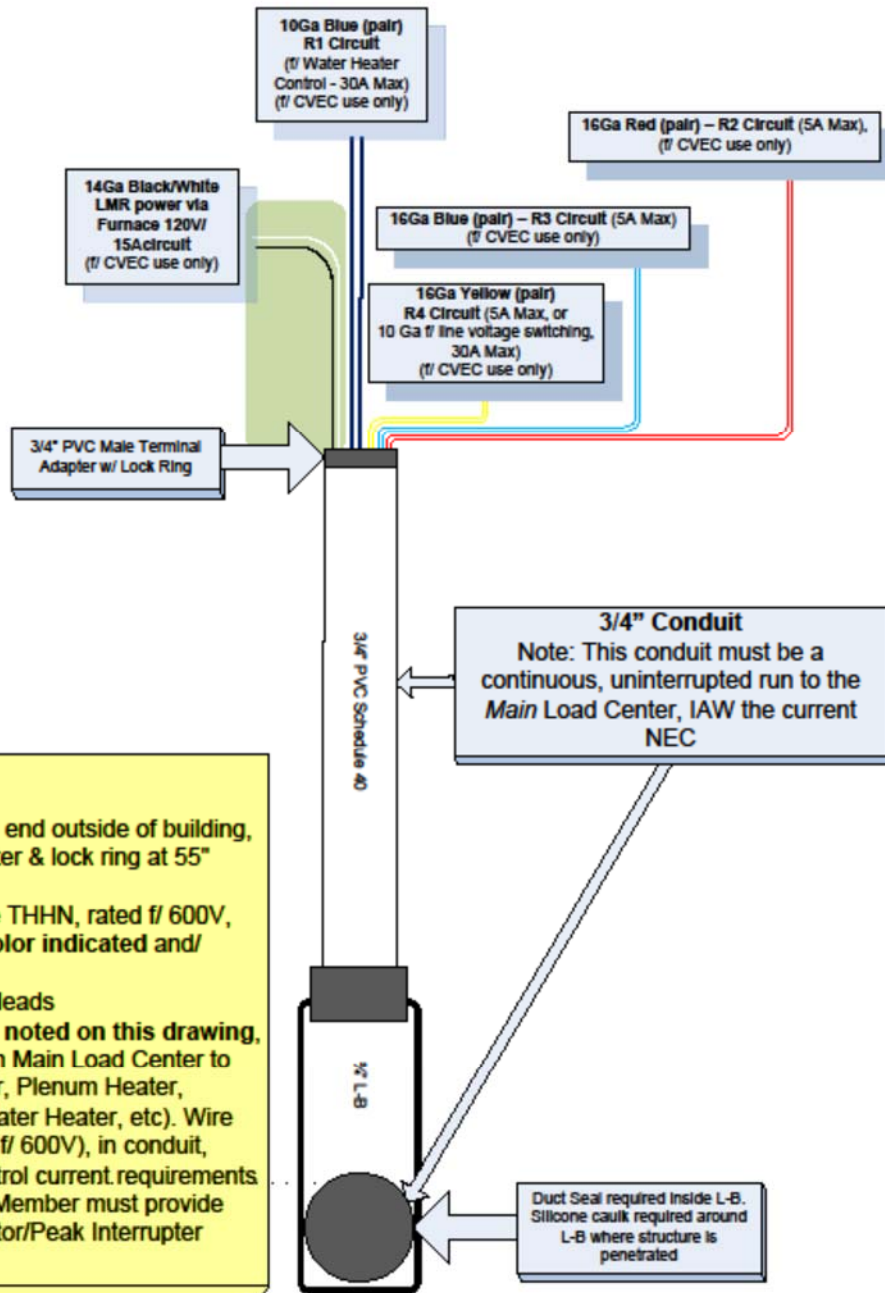 10Ga Blue (pair)
R1 Circuit
(f/ Water Heater
Control - 30A Max)
(f/ CVEC use only)
16Ga Red (pair) – R2 Circuit (5A Max),
(f/ CVEC use only)
14Ga Black/White
LMR power via
Furnace 120V/
15Acircuit
(f/ CVEC use only)
16Ga Blue (pair) – R3 Circuit (5A Max)
(f/ CVEC use only)
16Ga Yellow (pair)
R4 Circuit (5A Max, or
10 Ga f/ line voltage switching,
30A Max)
(f/ CVEC use only)
3/4" PVC Male Terminal
Adapter w/ Lock Ring
3/4" PVC Schedule 40
3/4” Conduit
Note: This conduit must be a
continuous, uninterrupted run to the
Main Load Center, IAW the current
NEC
end outside of building,
ter & lock ring at 55"
THHN, rated f/ 600V,
olor indicated and/
leads
noted on this drawing,
Main Load Center to
r, Plenum Heater,
ater Heater, etc). Wire
f/ 600V), in conduit,
trol current requirements
Member must provide
tor/Peak Interrupter
¾" L-B
Duct Seal required inside L-B.
Silicone caulk required around
L-B where structure is
penetrated